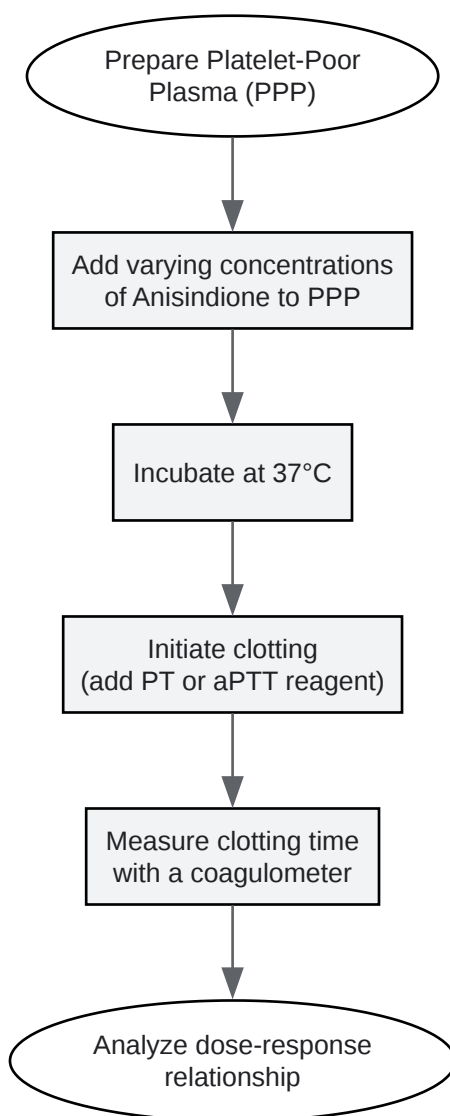 Prepare Platelet-Poor
Plasma (PPP)
Add varying concentrations
of Anisindione to PPP
Incubate at 37°C
Initiate clotting
(add PT or aPTT reagent)
Measure clotting time
with a coagulometer
Analyze dose-response
relationship